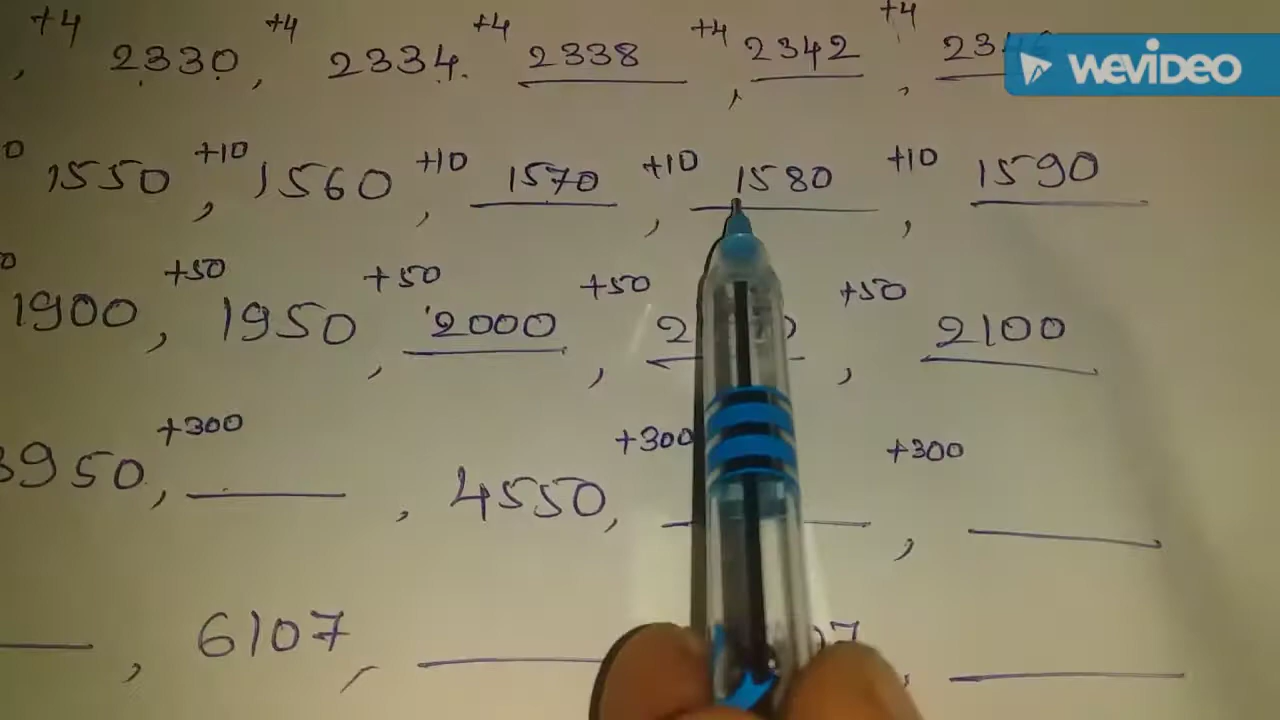 +4 +4 +4 +4 +4
, 2330, 2334. 2338 , 2342 ,
WEVIDEO
+10 +10 +10 +10
1550 , 1560 , 1570 , 1580 , 1590
+50 +50 +50 +50
1900 , 1950 , 2000 , , 2100
+300 +300 +300
3950, , 4550, ,
, 6107, ,